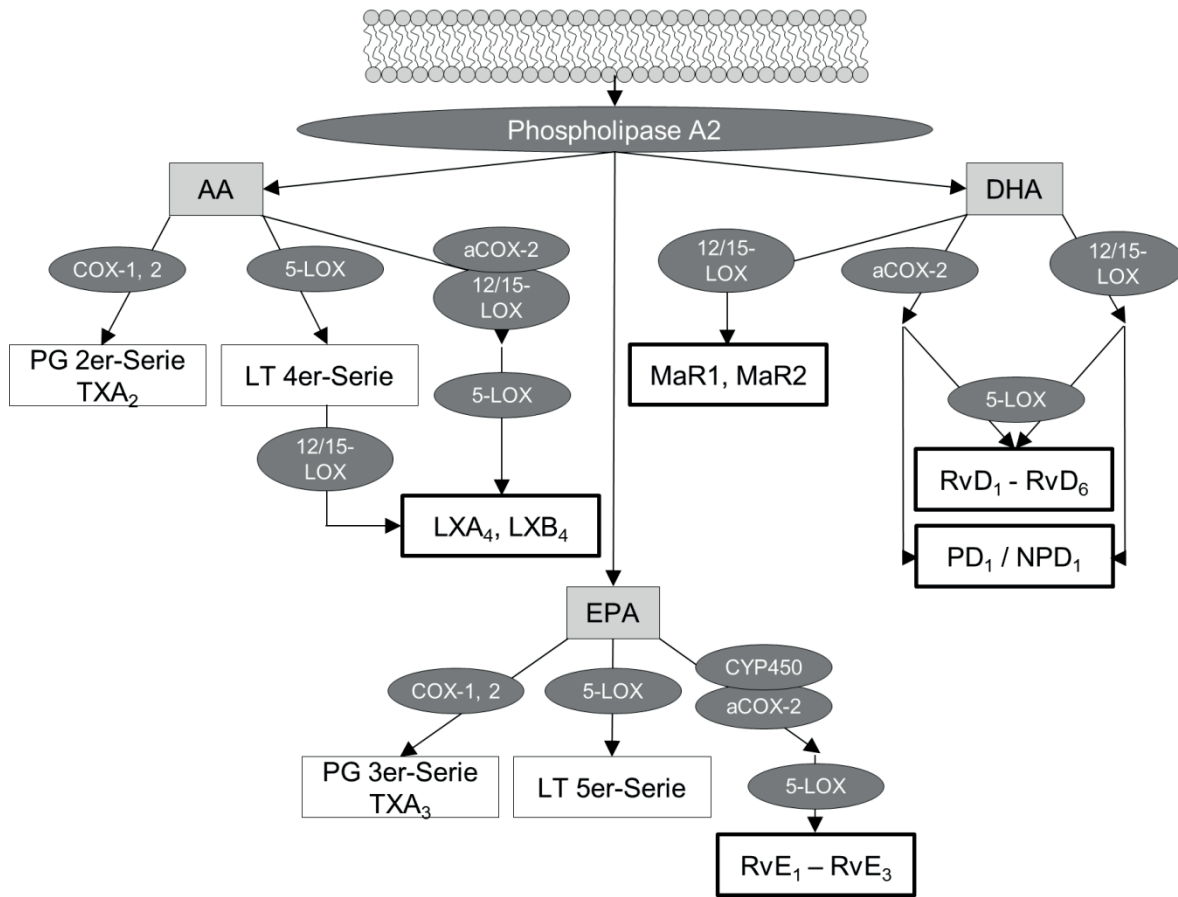 Phospholipase A2
AA
DHA
COX-1, 2
5-LOX
aCOX-2
12/15-
LOX
12/15-
LOX
aCOX-2
12/15-
LOX
PG 2er-Serie
TXA₂
LT 4er-Serie
5-LOX
MaR1, MaR2
5-LOX
12/15-
LOX
LXA₄, LXB₄
RvD₁ - RvD₆
PD₁ / NPD₁
EPA
COX-1, 2
5-LOX
CYP450
aCOX-2
PG 3er-Serie
TXA₃
LT 5er-Serie
5-LOX
RvE₁ – RvE₃